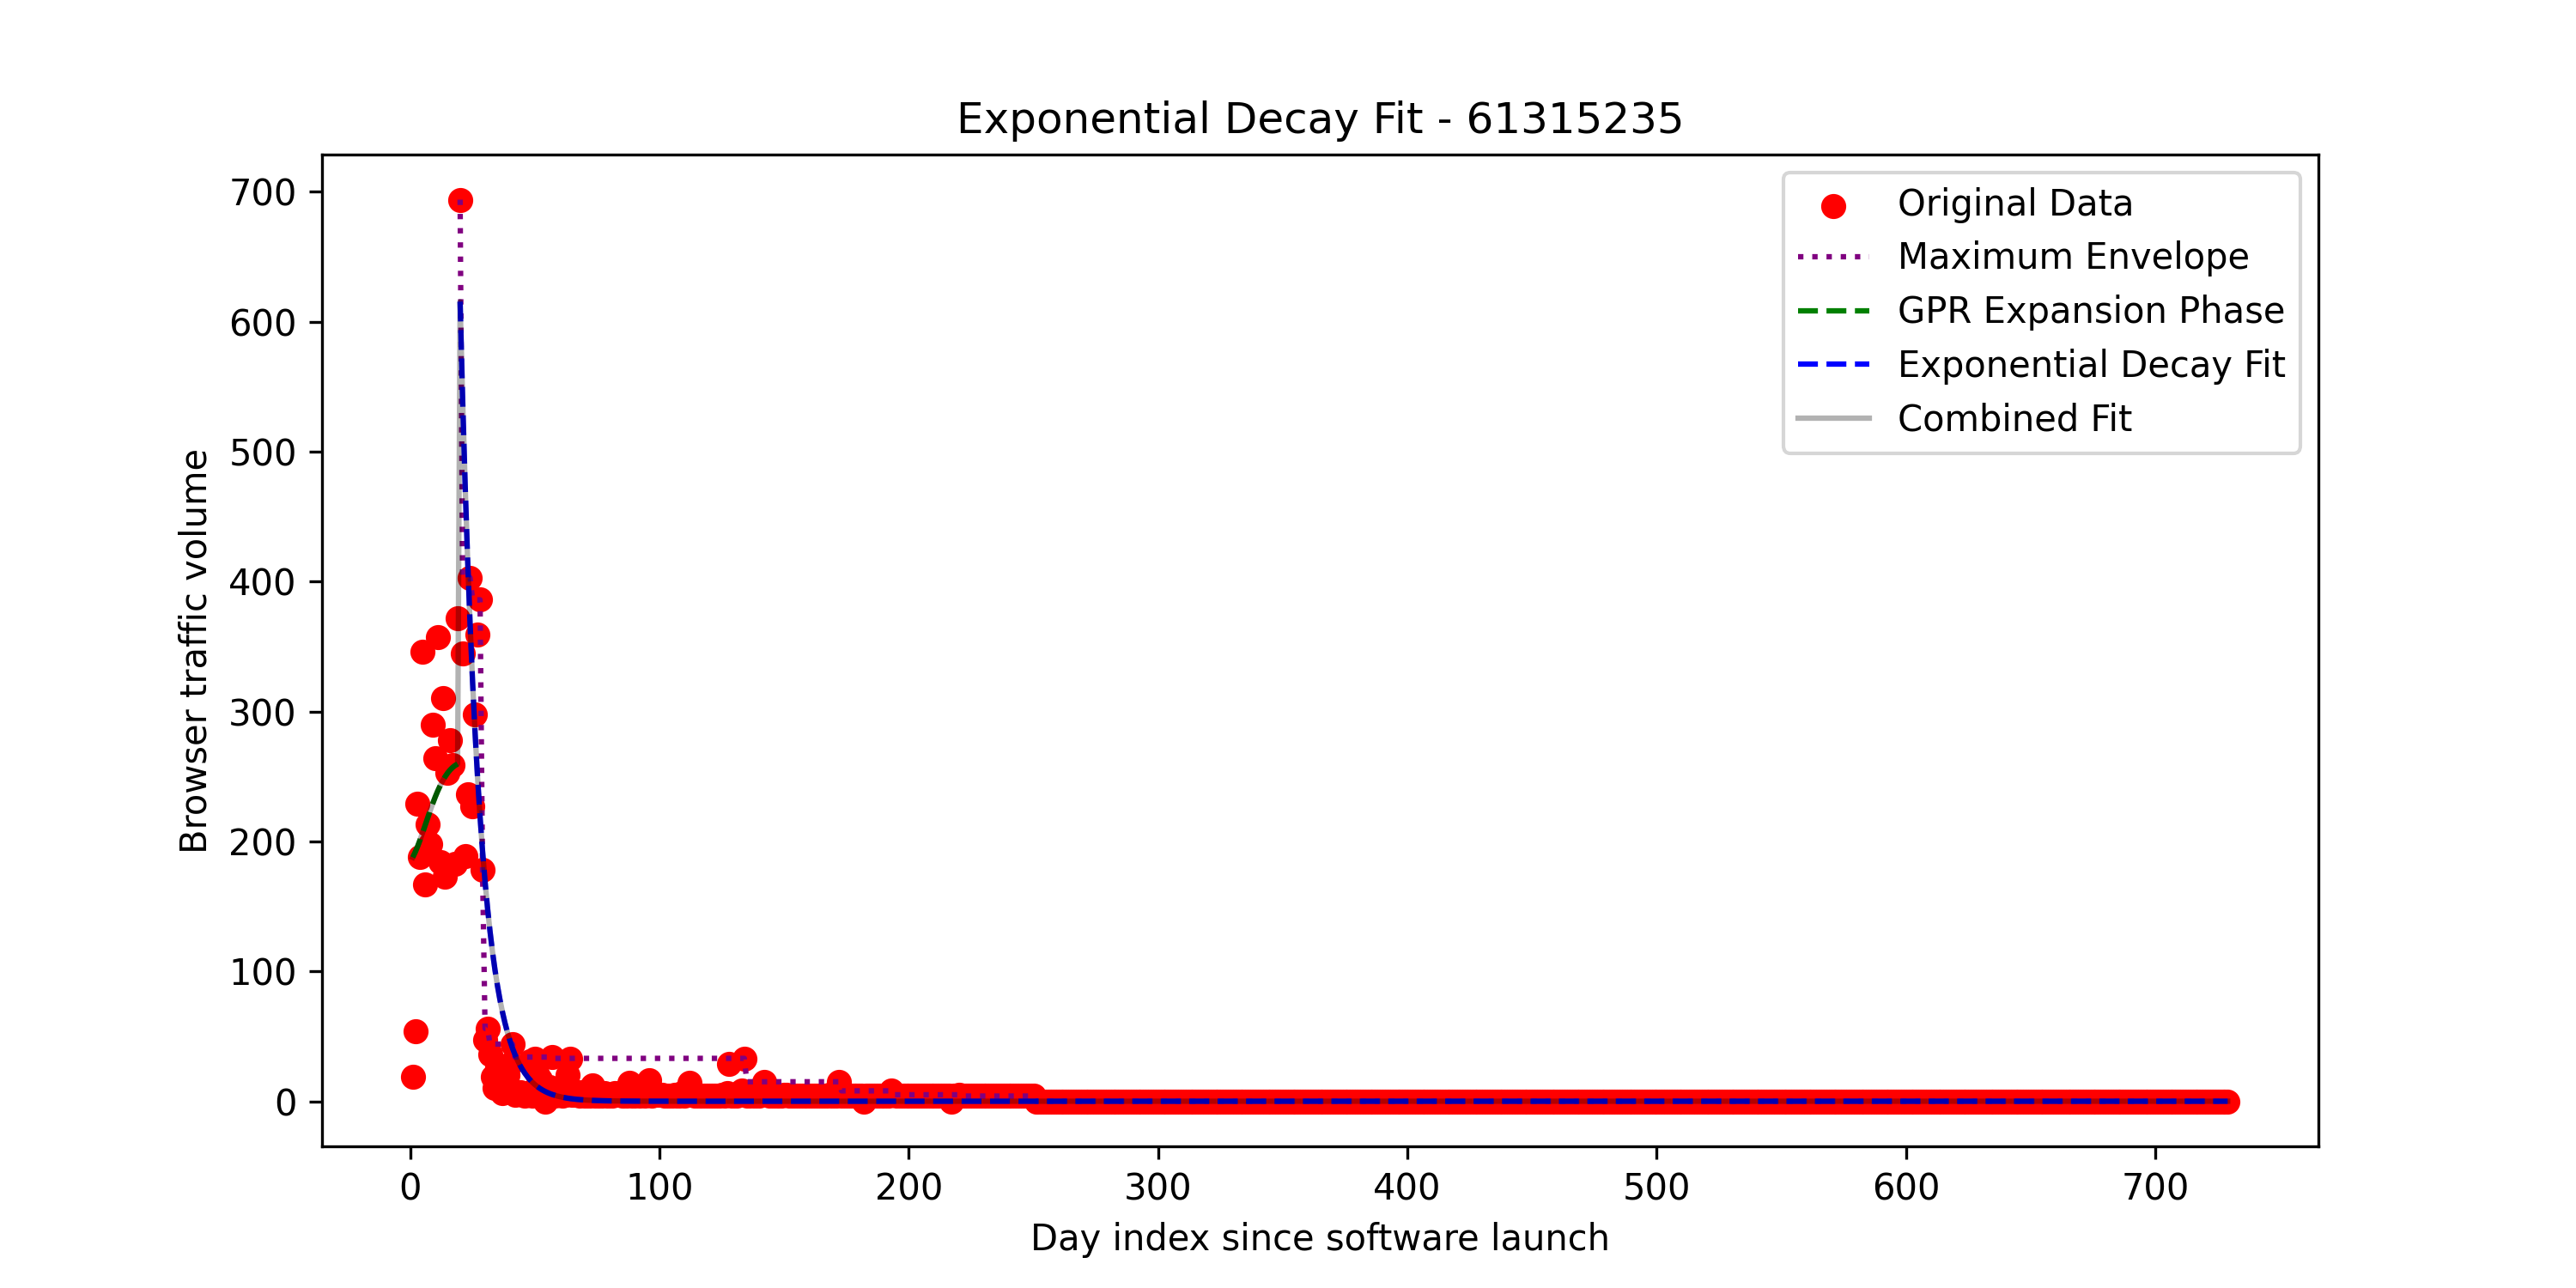 Exponential Decay Fit - 61315235
Original Data
Maximum Envelope
GPR Expansion Phase
Exponential Decay Fit
Combined Fit
Browser traffic volume
700
600
500
400
300
200
100
0
0 100 200 300 400 500 600 700
Day index since software launch